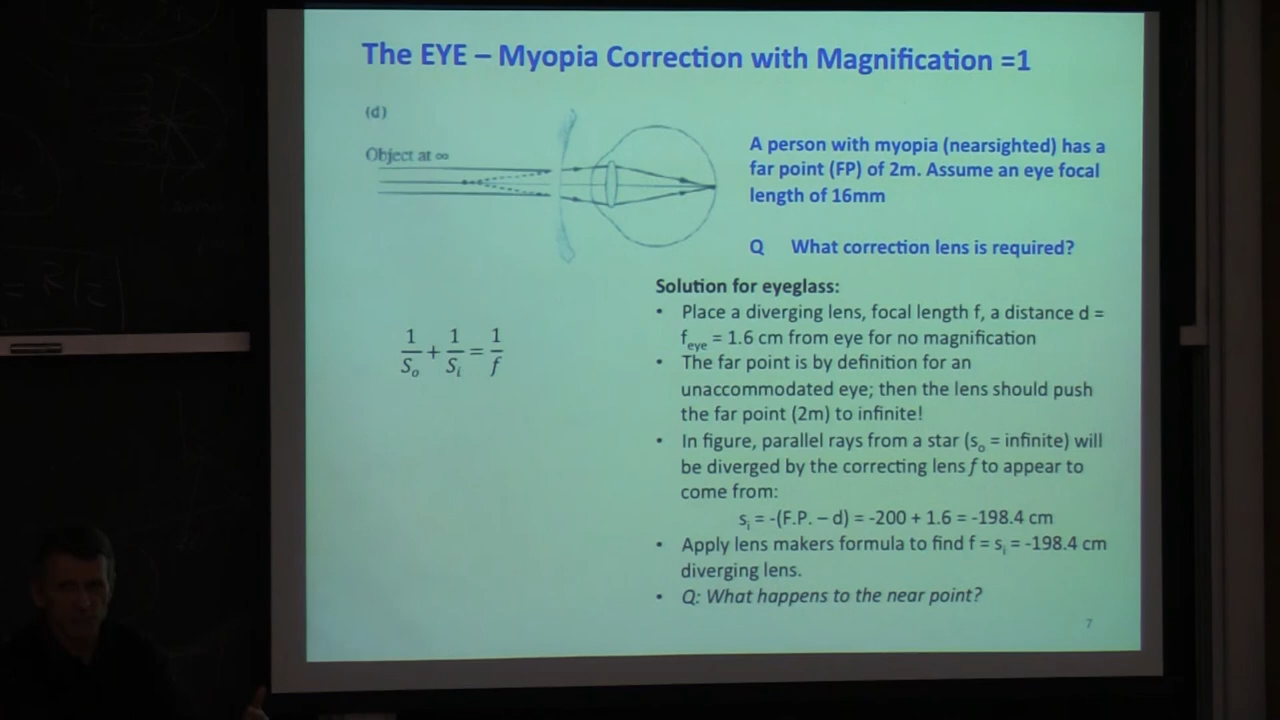 The EYE – Myopia Correction with Magnification =1
(d)
Object at ∞
A person with myopia (nearsighted) has a
far point (FP) of 2m. Assume an eye focal
length of 16mm
Q What correction lens is required?
Solution for eyeglass:
• Place a diverging lens, focal length f, a distance d =
f_eye = 1.6 cm from eye for no magnification
• The far point is by definition for an
unaccommodated eye; then the lens should push
the far point (2m) to infinite!
• In figure, parallel rays from a star (s_o = infinite) will
be diverged by the correcting lens f to appear to
come from:
s_i = -(F.P. – d) = -200 + 1.6 = -198.4 cm
• Apply lens makers formula to find f = s_i = -198.4 cm
diverging lens.
• Q: What happens to the near point?
1/S_o + 1/S_i = 1/f
7